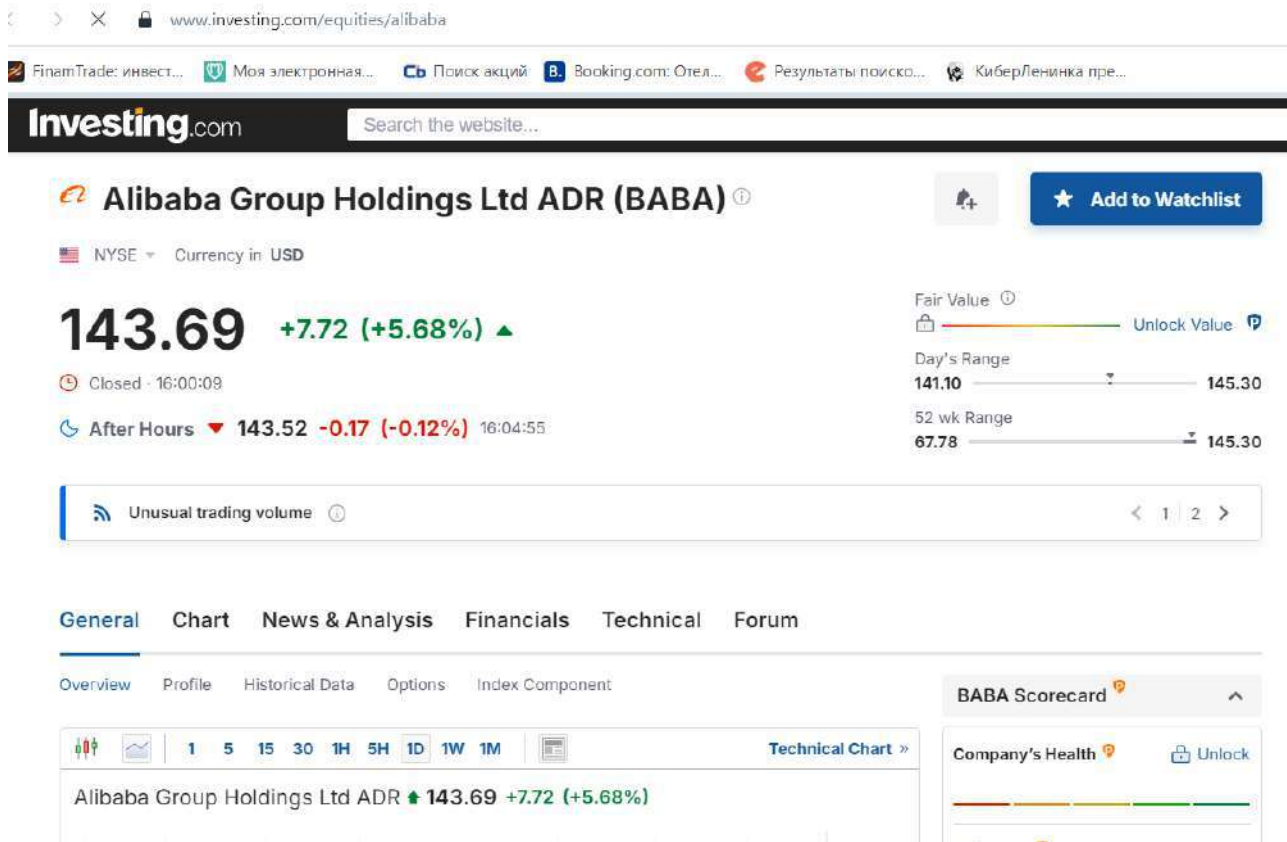 www.investing.com/equities/alibaba
FinamTrade: инвест... Моя электронная... Сb Поиск акций B. Booking.com: Отел... Результаты поиско... КиберЛенинка пре...
Investing.com Search the website...
Alibaba Group Holdings Ltd ADR (BABA) Add to Watchlist
NYSE Currency in USD
143.69 +7.72 (+5.68%)
Closed · 16:00:09
After Hours 143.52 -0.17 (-0.12%) 16:04:55
Fair Value
Unlock Value
Day's Range
141.10 145.30
52 wk Range
67.78 145.30
Unusual trading volume 1 2
General Chart News & Analysis Financials Technical Forum
Overview Profile Historical Data Options Index Component
1 5 15 30 1H 5H 1D 1W 1M Technical Chart »
Alibaba Group Holdings Ltd ADR 143.69 +7.72 (+5.68%)
BABA Scorecard
Company's Health Unlock